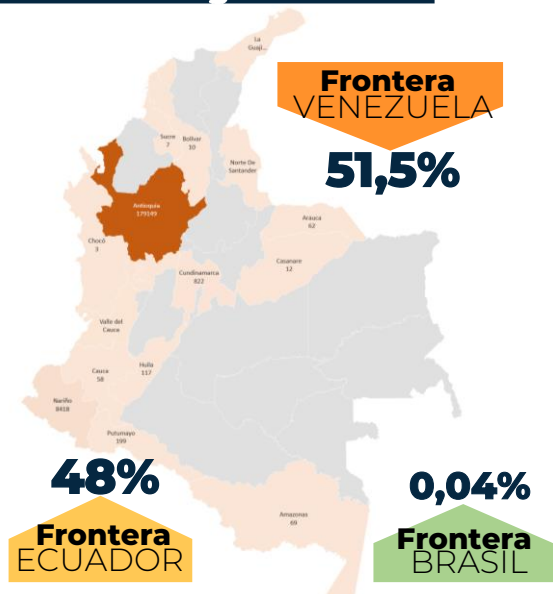 La
Guaji...
Frontera
VENEZUELA
51,5%
Sucre
7
Bolívar
10
Norte De
Santander
Antioquia
179149
Arauca
62
Chocó
3
Casanare
12
Cundinamarca
822
Valle del
Cauca
Cauca
58
Huila
117
Nariño
8418
Putumayo
199
48%
Frontera
ECUADOR
Amazonas
69
0,04%
Frontera
BRASIL